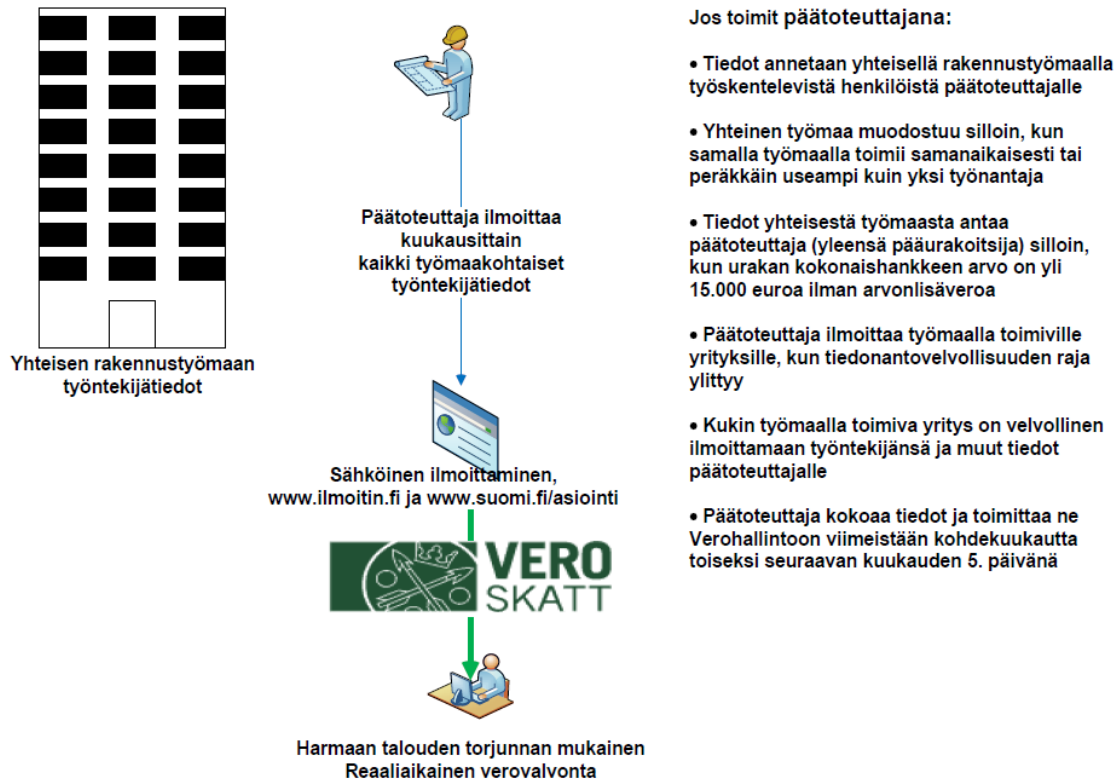 Yhteisen rakennustyömaan
työntekijätiedot
Päätoteuttaja ilmoittaa
kuukausittain
kaikki työmaakohtaiset
työntekijätiedot
Sähköinen ilmoittaminen,
www.ilmoitin.fi ja www.suomi.fi/asiointi
VERO
SKATT
Harmaan talouden torjunnan mukainen
Reaaliaikainen verovalvonta
Jos toimit päätoteuttajana:
• Tiedot annetaan yhteisellä rakennustyömaalla
työskentelevistä henkilöistä päätoteuttajalle
• Yhteinen työmaa muodostuu silloin, kun
samalla työmaalla toimii samanaikaisesti tai
peräkkäin useampi kuin yksi työnantaja
• Tiedot yhteisestä työmaasta antaa
päätoteuttaja (yleensä pääurakoitsija) silloin,
kun urakan kokonaishankkeen arvo on yli
15.000 euroa ilman arvonlisäveroa
• Päätoteuttaja ilmoittaa työmaalla toimiville
yrityksille, kun tiedonantovelvollisuuden raja
ylittyy
• Kukin työmaalla toimiva yritys on velvollinen
ilmoittamaan työntekijänsä ja muut tiedot
päätoteuttajalle
• Päätoteuttaja kokoaa tiedot ja toimittaa ne
Verohallintoon viimeistään kohdekuukautta
toiseksi seuraavan kuukauden 5. päivänä